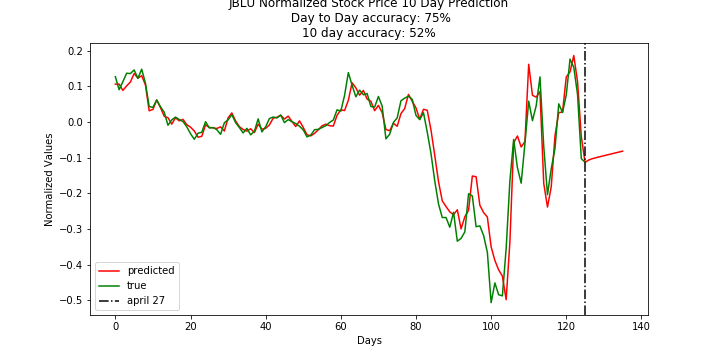 JBLU Normalized Stock Price 10 Day Prediction
Day to Day accuracy: 75%
10 day accuracy: 52%
Normalized Values
0.2
0.1
0.0
−0.1
−0.2
−0.3
−0.4
−0.5
predicted
true
april 27
0
20
40
60
80
100
120
140
Days